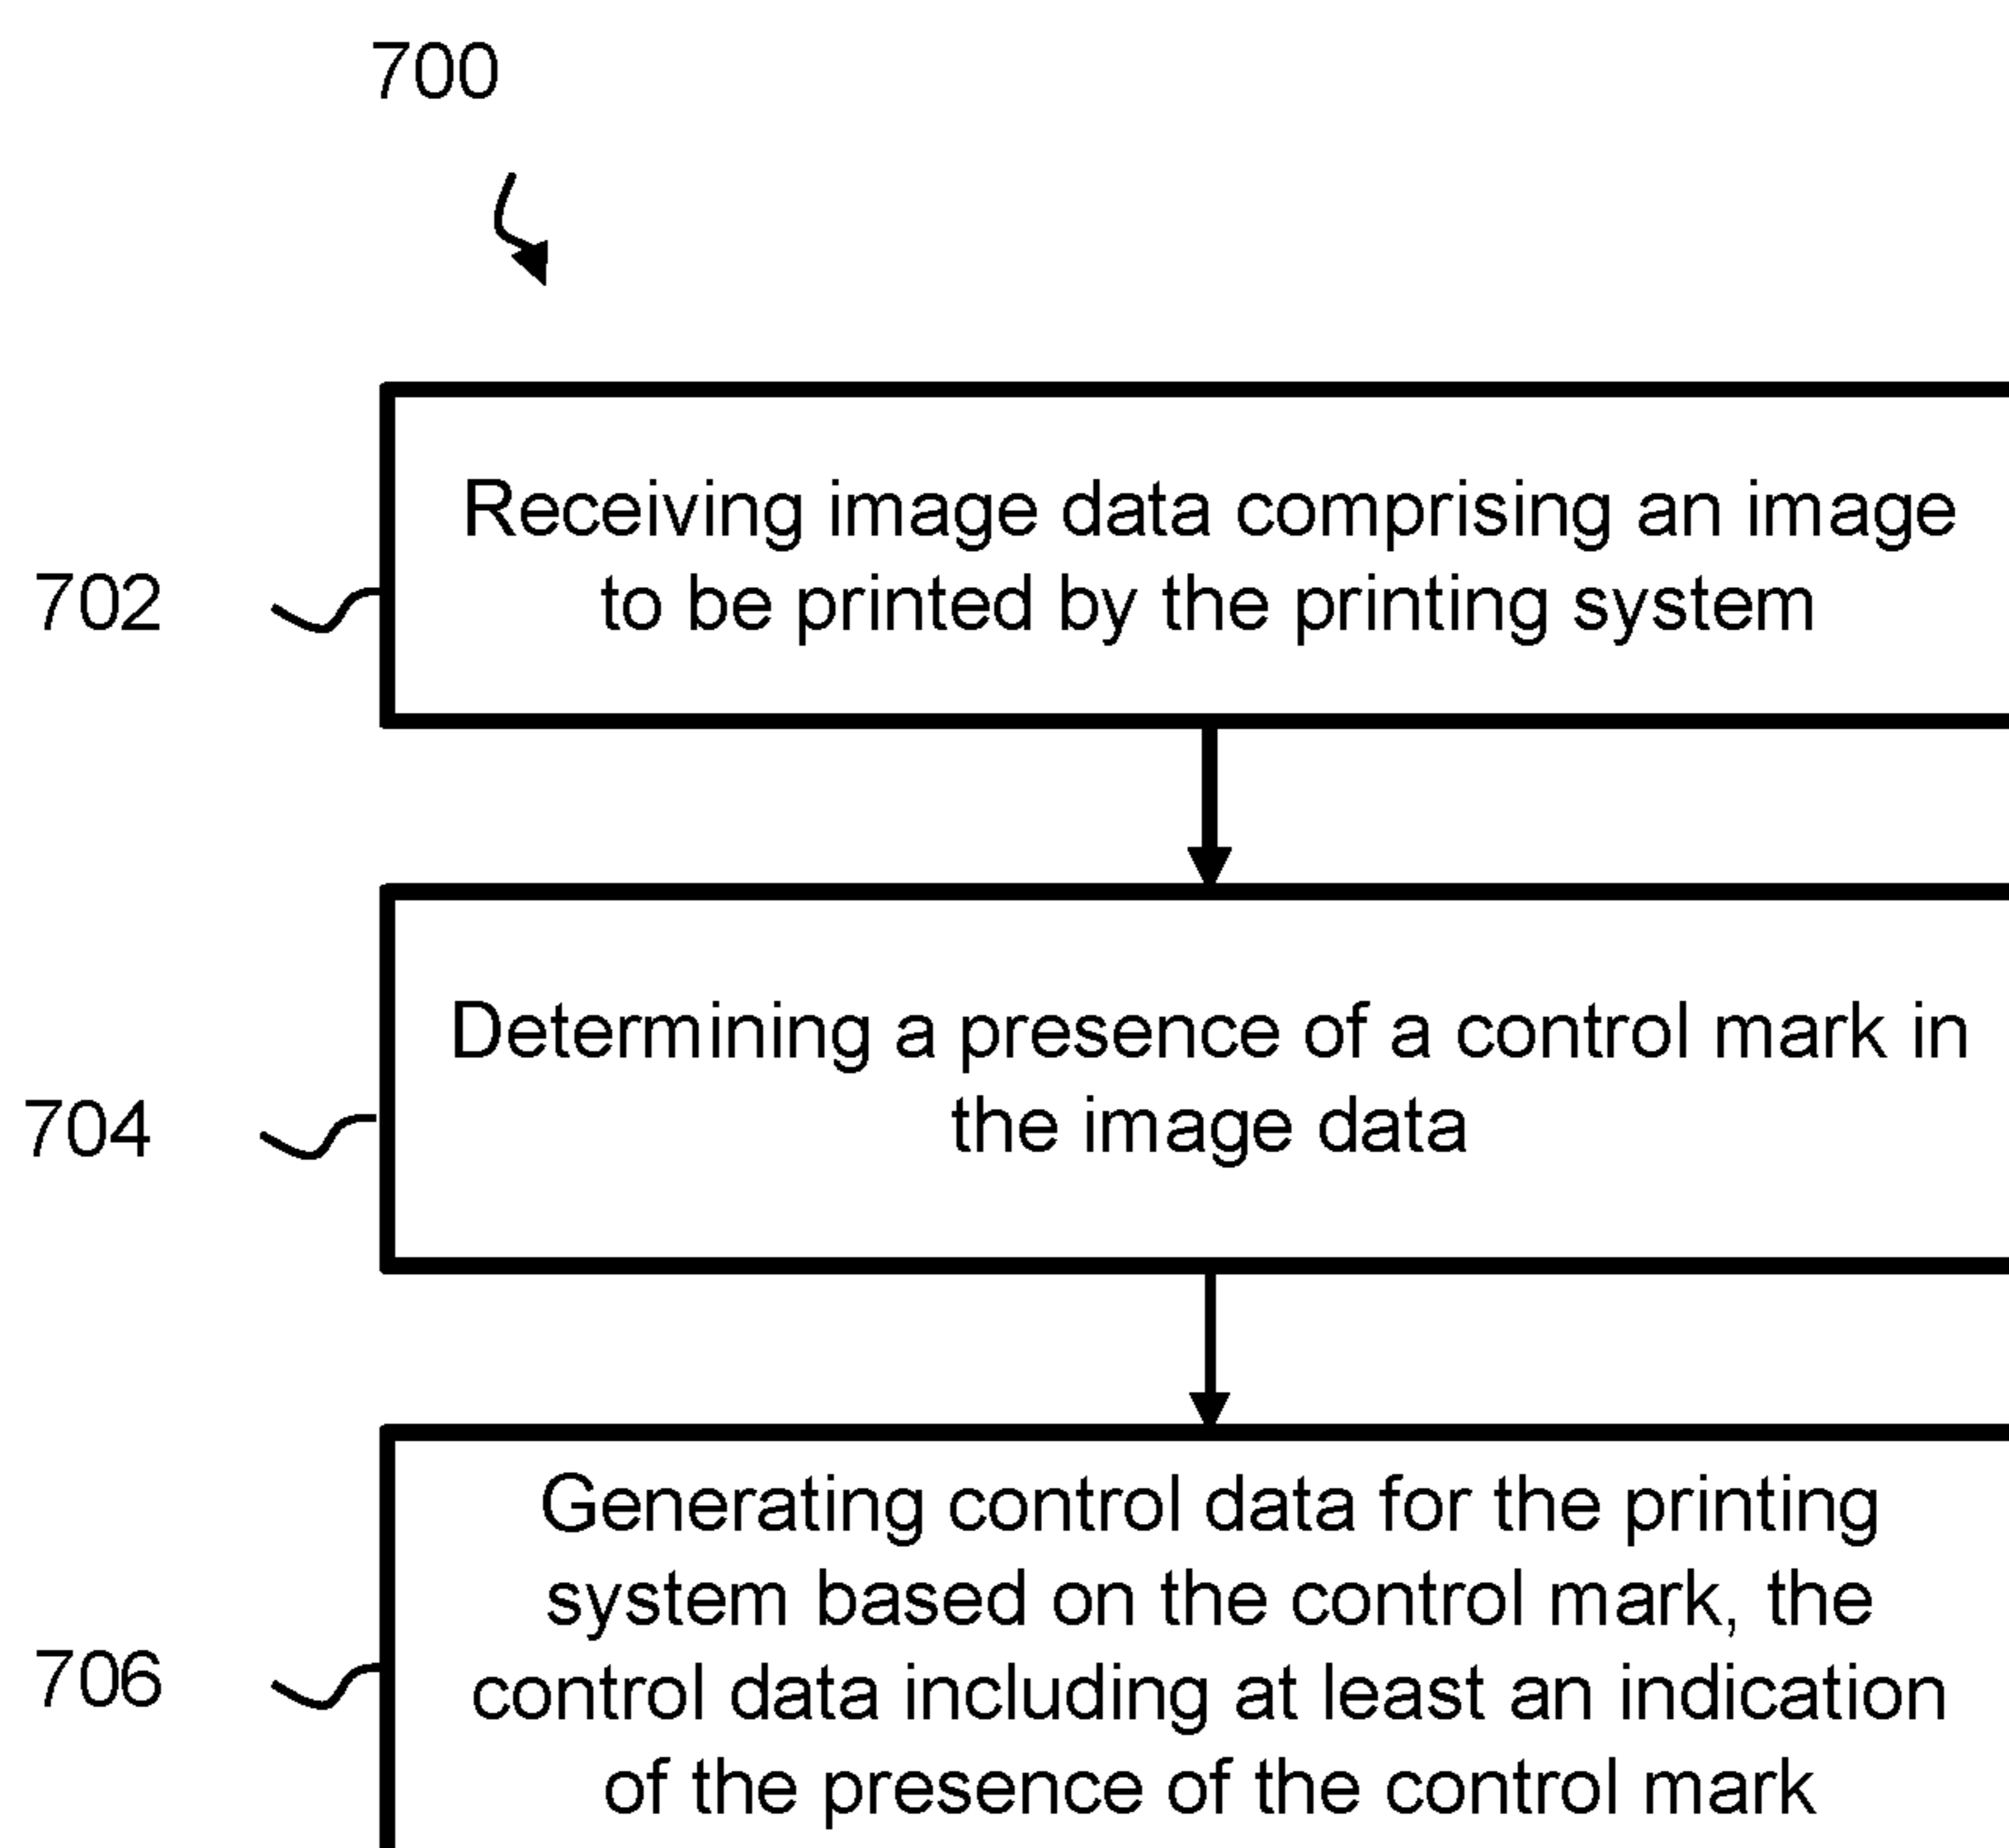 700
Receiving image data comprising an image
to be printed by the printing system
702
Determining a presence of a control mark in
the image data
704
Generating control data for the printing
system based on the control mark, the
control data including at least an indication
of the presence of the control mark
706